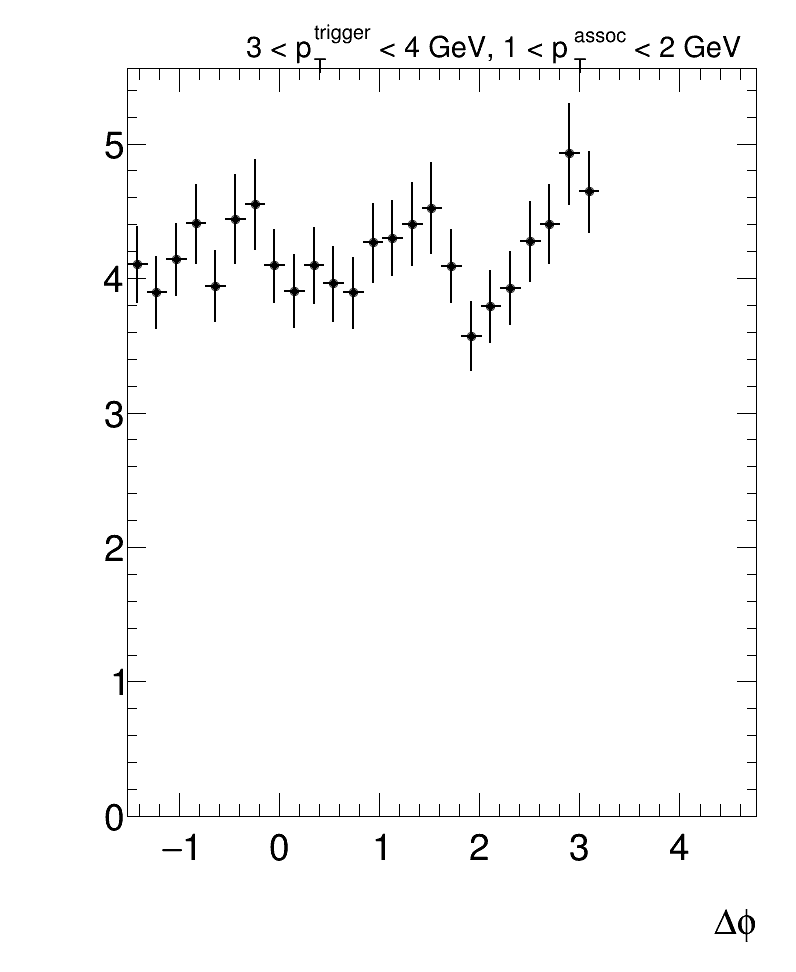 3 < p_T^trigger < 4 GeV, 1 < p_T^assoc < 2 GeV
5
4
3
2
1
0
−1 0 1 2 3 4
Δϕ